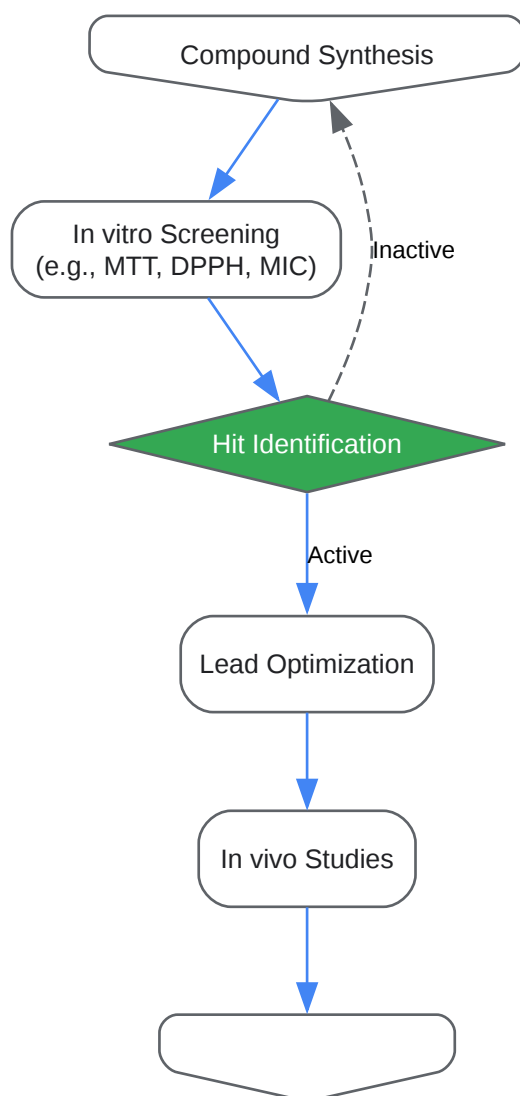 Compound Synthesis
In vitro Screening
(e.g., MTT, DPPH, MIC)
Inactive
Hit Identification
Active
Lead Optimization
In vivo Studies